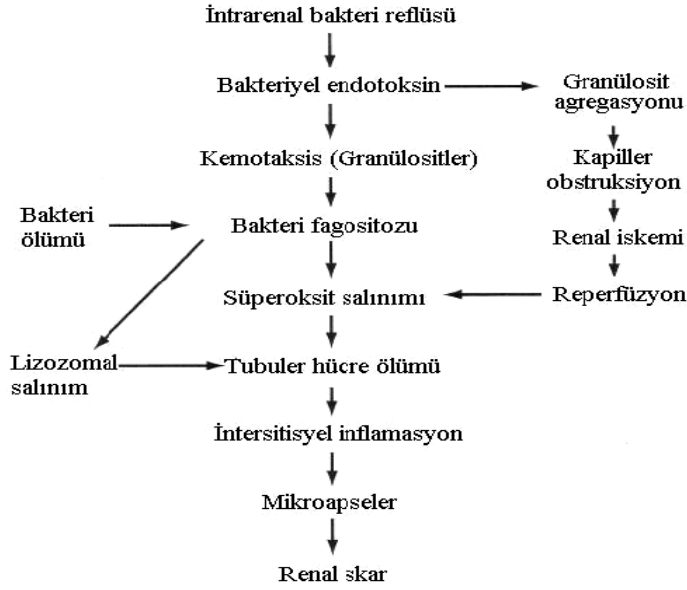 İntrarenal bakteri reflüsü
Bakteriyel endotoksin
Granülosit
agregasyonu
Kemotaksis (Granülositler)
Kapiller
obstruksiyon
Bakteri
ölümü
Bakteri fagositozu
Renal iskemi
Süperoksit salınımı
Reperfüzyon
Lizozomal
salınım
Tubuler hücre ölümü
İntersitisyel inflamasyon
Mikroapseler
Renal skar